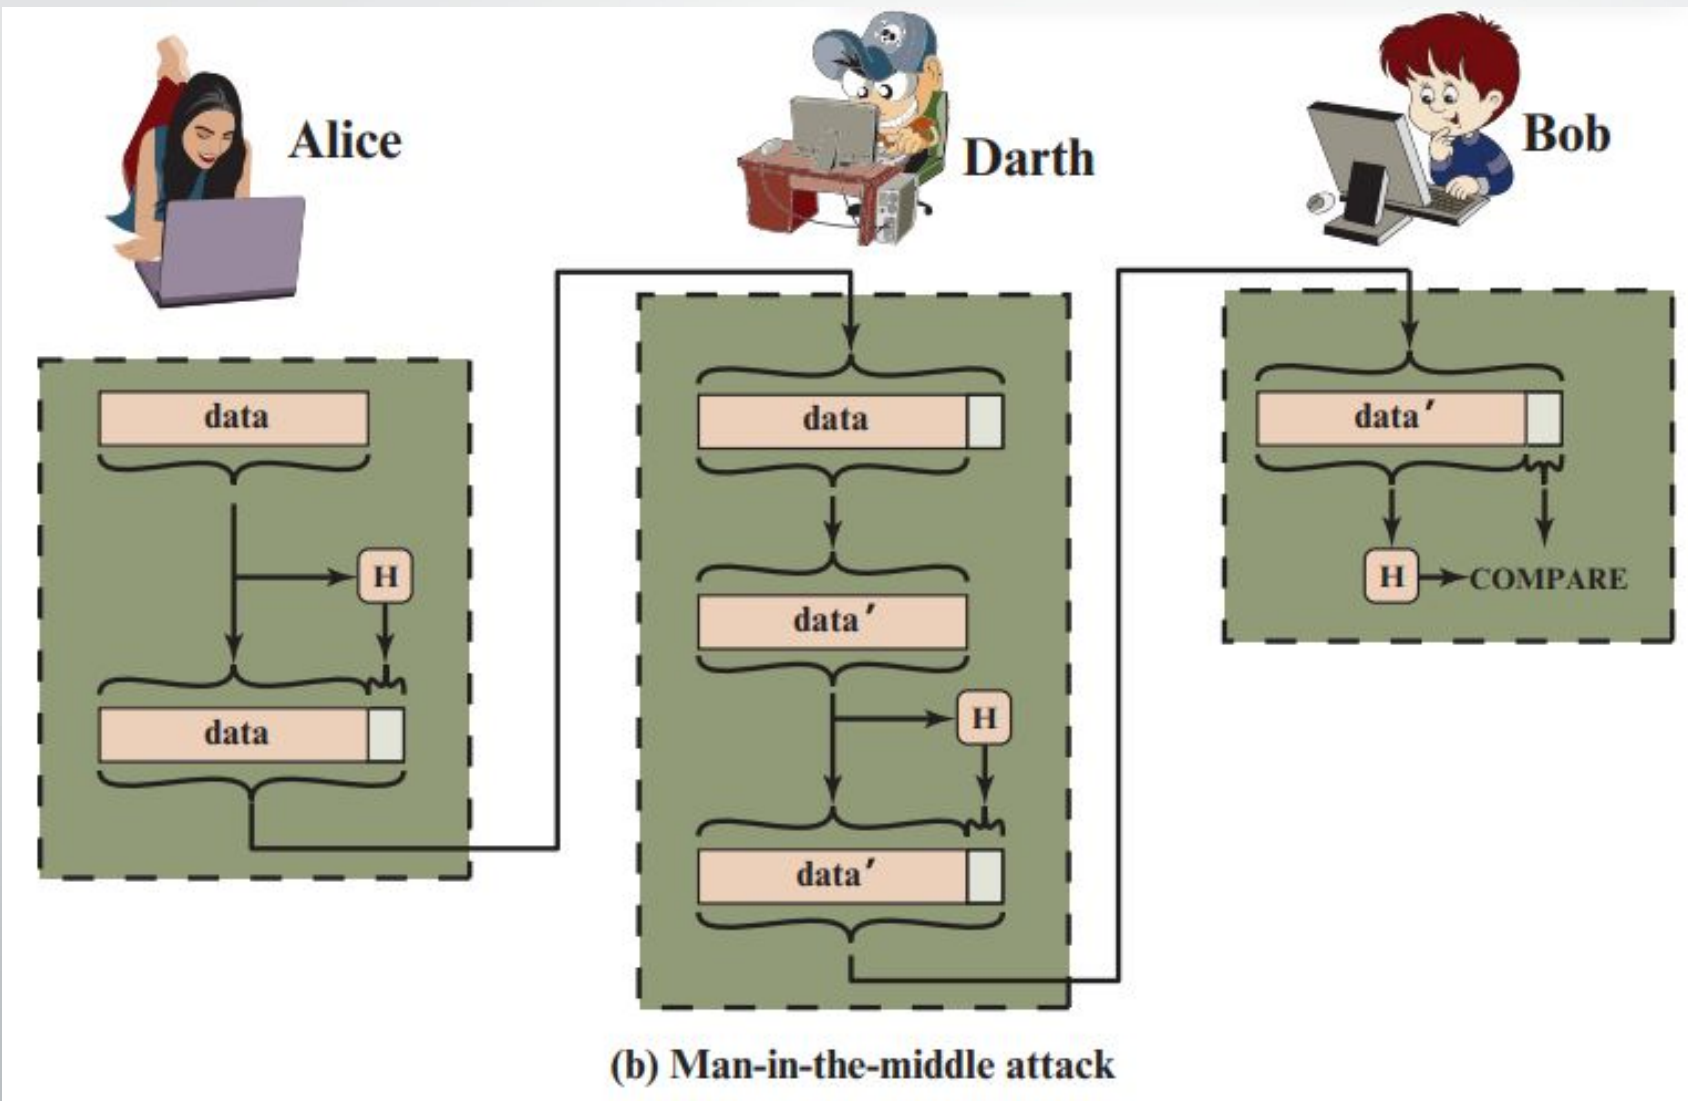 Alice
Darth
Bob
data
H
data
data
data′
H
data′
data′
H
COMPARE
(b) Man-in-the-middle attack